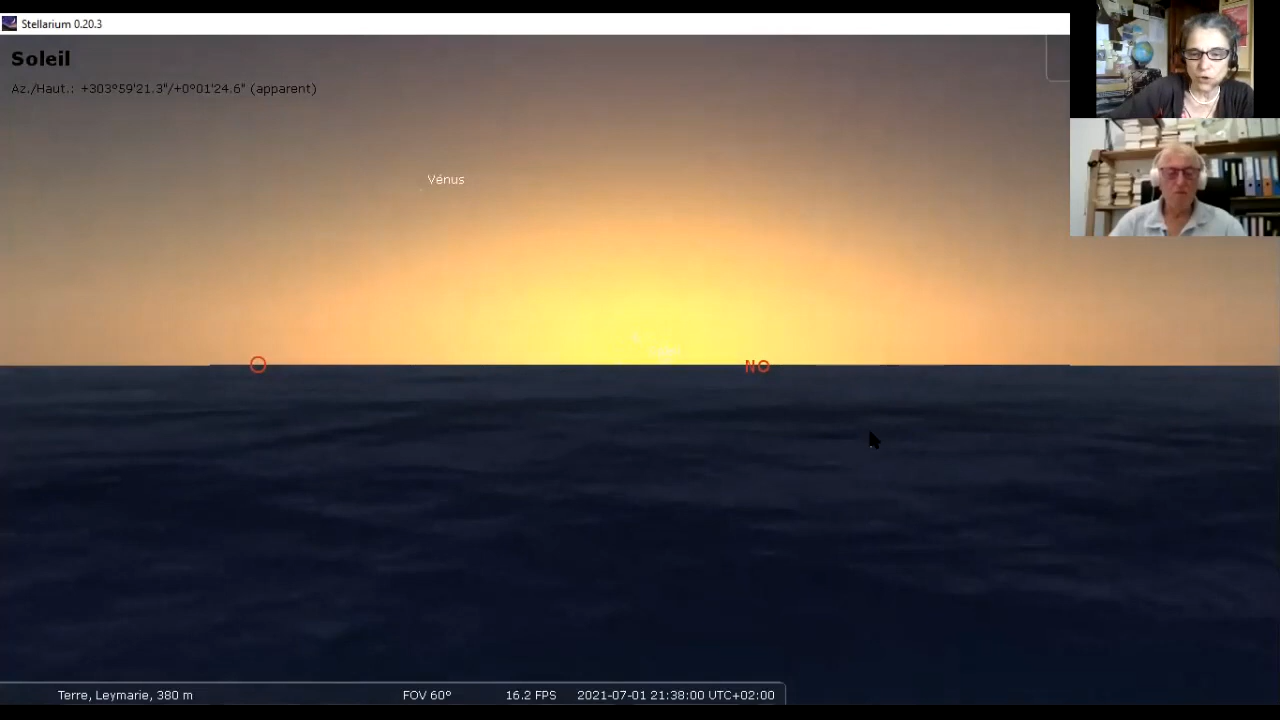 Stellarium 0.20.3
Soleil
Az./Haut.: +303°59'21.3"/+0°01'24.6" (apparent)
Vénus
O
NO
Terre, Leymarie, 380 m
FOV 60°
16.2 FPS
2021-07-01 21:38:00 UTC+02:00